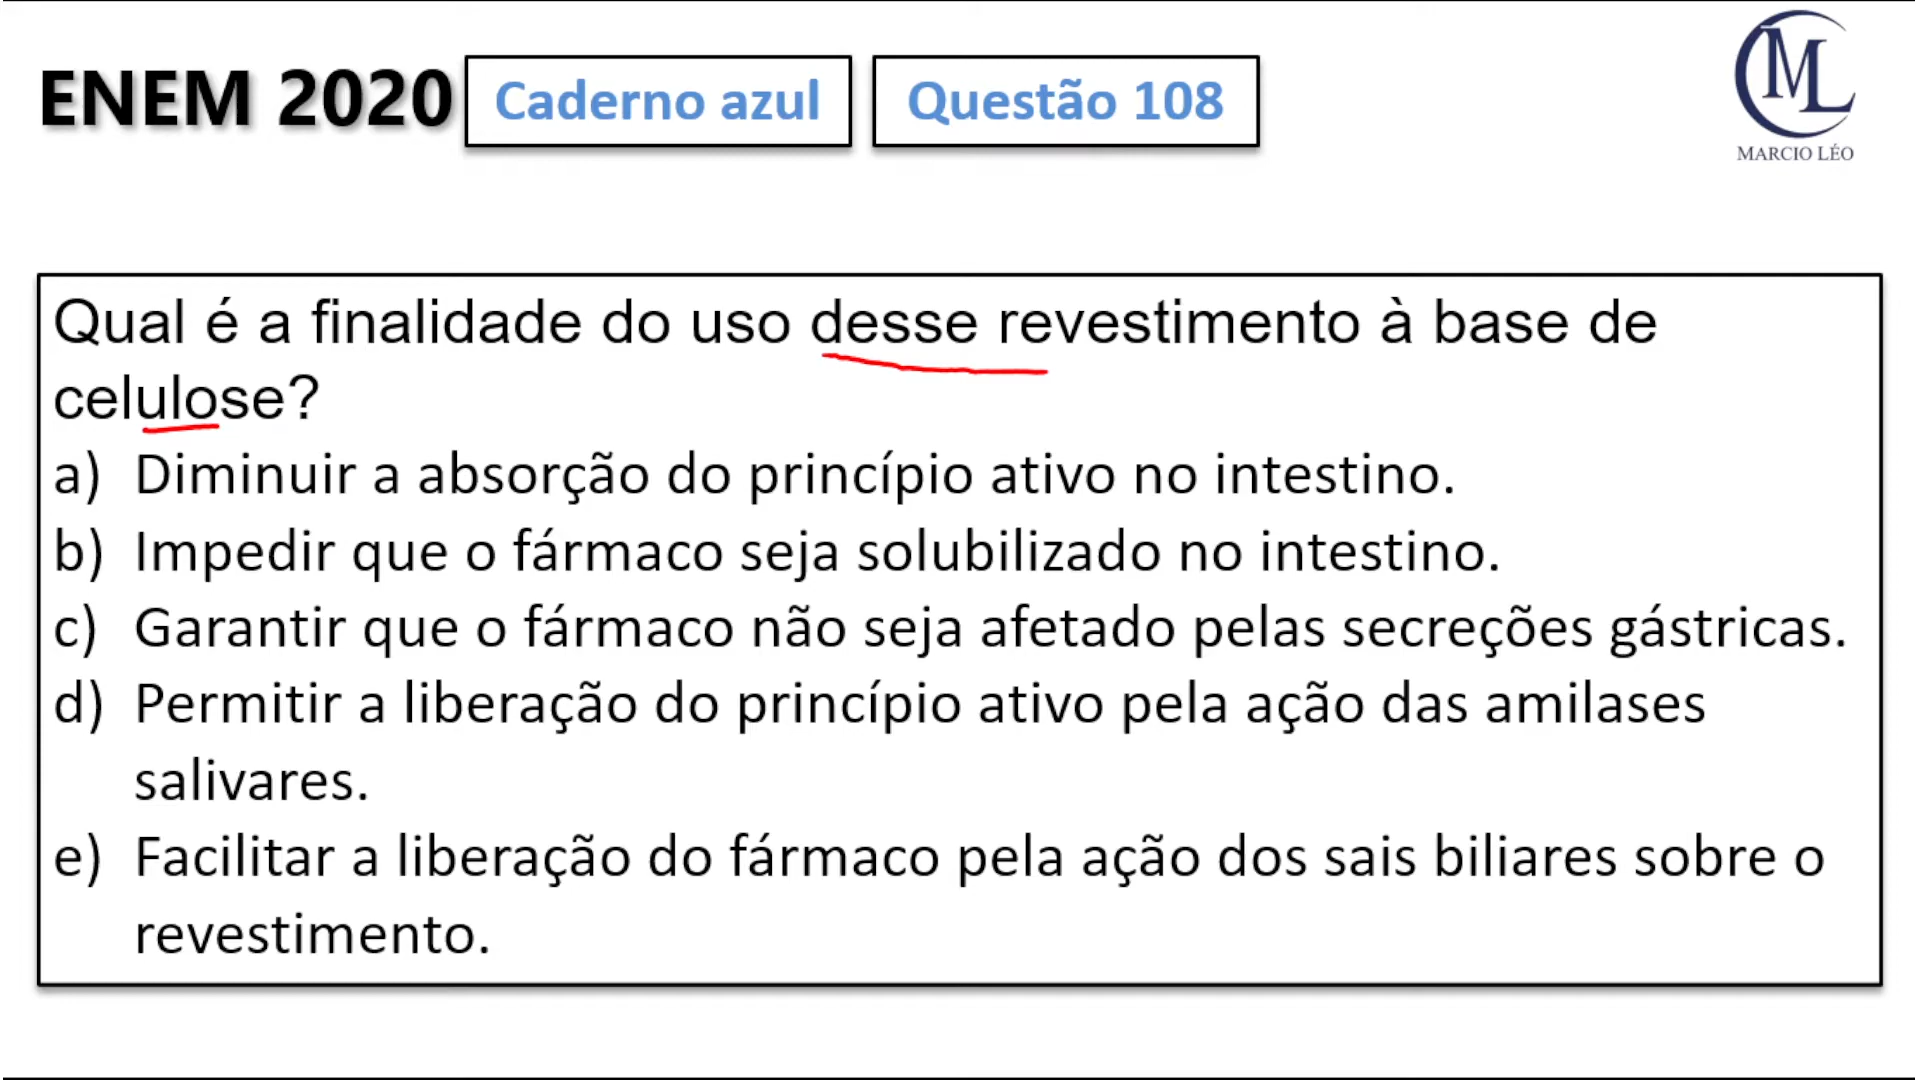 ENEM 2020 Caderno azul Questão 108
ML
MARCIO LÉO
Qual é a finalidade do uso desse revestimento à base de
celulose?
a) Diminuir a absorção do princípio ativo no intestino.
b) Impedir que o fármaco seja solubilizado no intestino.
c) Garantir que o fármaco não seja afetado pelas secreções gástricas.
d) Permitir a liberação do princípio ativo pela ação das amilases
salivares.
e) Facilitar a liberação do fármaco pela ação dos sais biliares sobre o
revestimento.